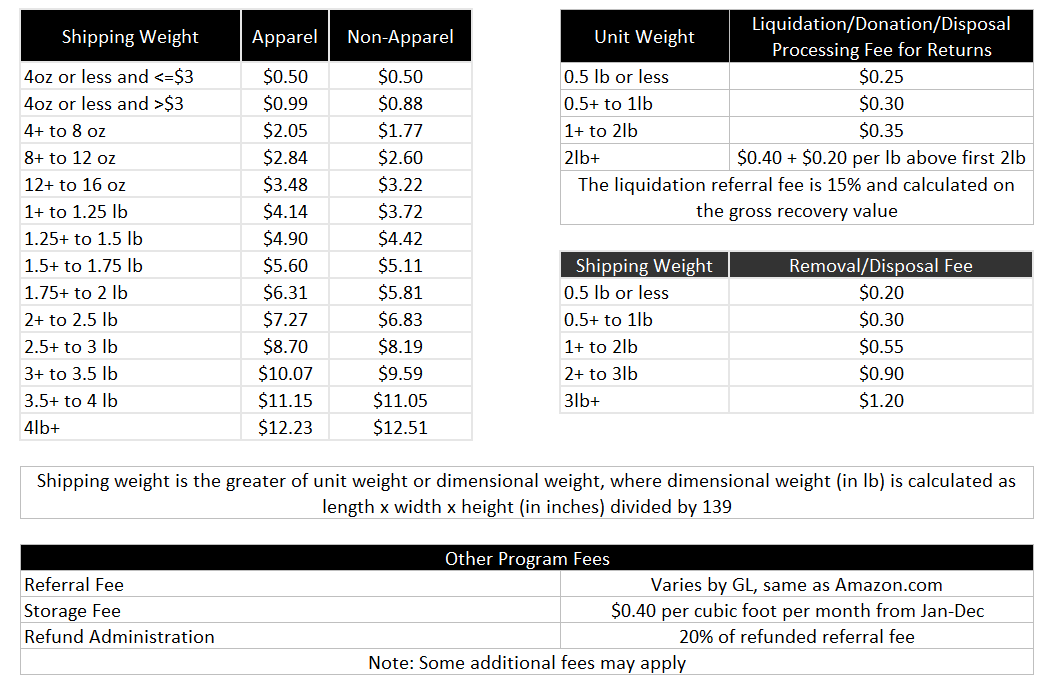 Shipping Weight Apparel Non-Apparel
4oz or less and <=$3 $0.50 $0.50
4oz or less and >$3 $0.99 $0.88
4+ to 8 oz $2.05 $1.77
8+ to 12 oz $2.84 $2.60
12+ to 16 oz $3.48 $3.22
1+ to 1.25 lb $4.14 $3.72
1.25+ to 1.5 lb $4.90 $4.42
1.5+ to 1.75 lb $5.60 $5.11
1.75+ to 2 lb $6.31 $5.81
2+ to 2.5 lb $7.27 $6.83
2.5+ to 3 lb $8.70 $8.19
3+ to 3.5 lb $10.07 $9.59
3.5+ to 4 lb $11.15 $11.05
4lb+ $12.23 $12.51
Unit Weight Liquidation/Donation/Disposal
Processing Fee for Returns
0.5 lb or less $0.25
0.5+ to 1lb $0.30
1+ to 2lb $0.35
2lb+ $0.40 + $0.20 per lb above first 2lb
The liquidation referral fee is 15% and calculated on
the gross recovery value
Shipping Weight Removal/Disposal Fee
0.5 lb or less $0.20
0.5+ to 1lb $0.30
1+ to 2lb $0.55
2+ to 3lb $0.90
3lb+ $1.20
Shipping weight is the greater of unit weight or dimensional weight, where dimensional weight (in lb) is calculated as
length x width x height (in inches) divided by 139
Other Program Fees
Referral Fee Varies by GL, same as Amazon.com
Storage Fee $0.40 per cubic foot per month from Jan-Dec
Refund Administration 20% of refunded referral fee
Note: Some additional fees may apply